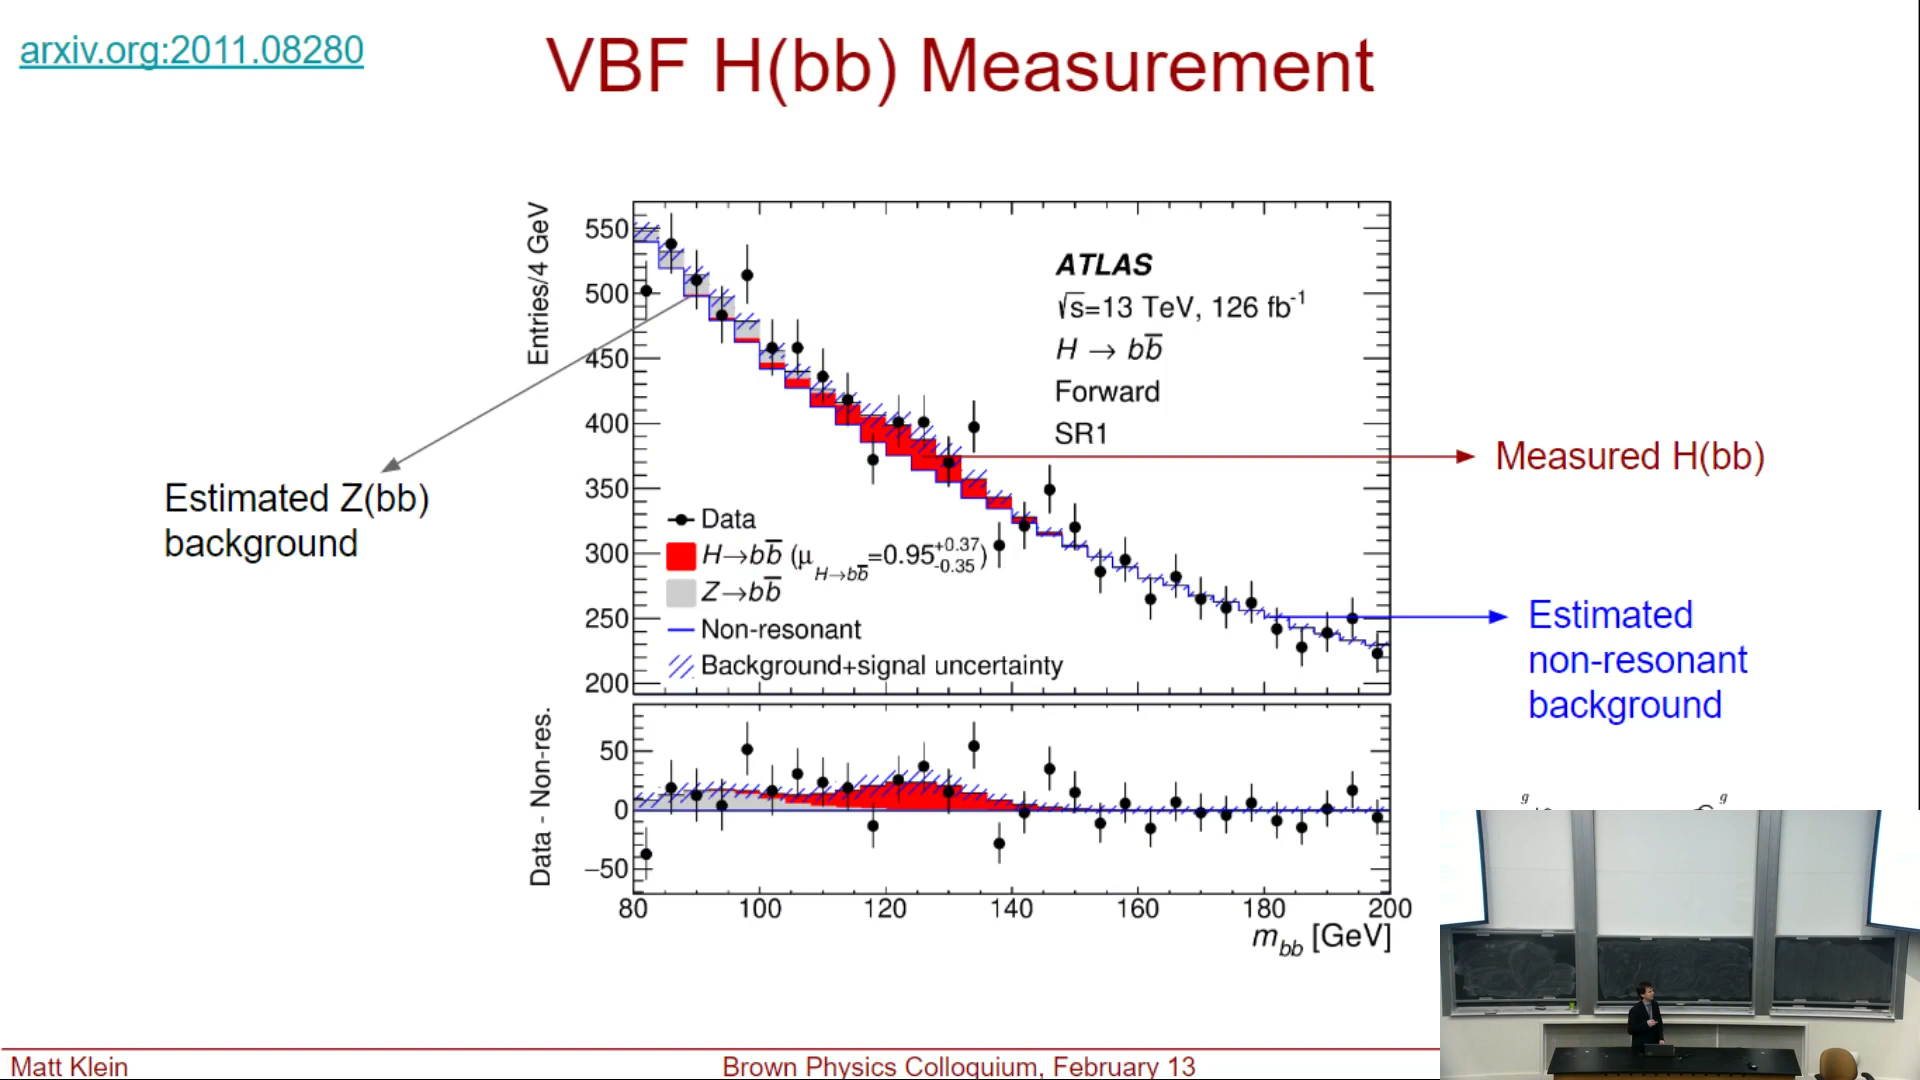 arxiv.org:2011.08280
VBF H(bb) Measurement
Entries/4 GeV
550
500
450
400
350
300
250
200
ATLAS
√s=13 TeV, 126 fb⁻¹
H → bb̅
Forward
SR1
Data
H→bb̅ (μ_H→bb̅ =0.95 +0.37 -0.35)
Z→bb̅
Non-resonant
Background+signal uncertainty
Estimated Z(bb)
background
Measured H(bb)
Estimated
non-resonant
background
Data - Non-res.
50
0
−50
80 100 120 140 160 180 200
m_bb [GeV]
g g
Matt Klein
Brown Physics Colloquium, February 13